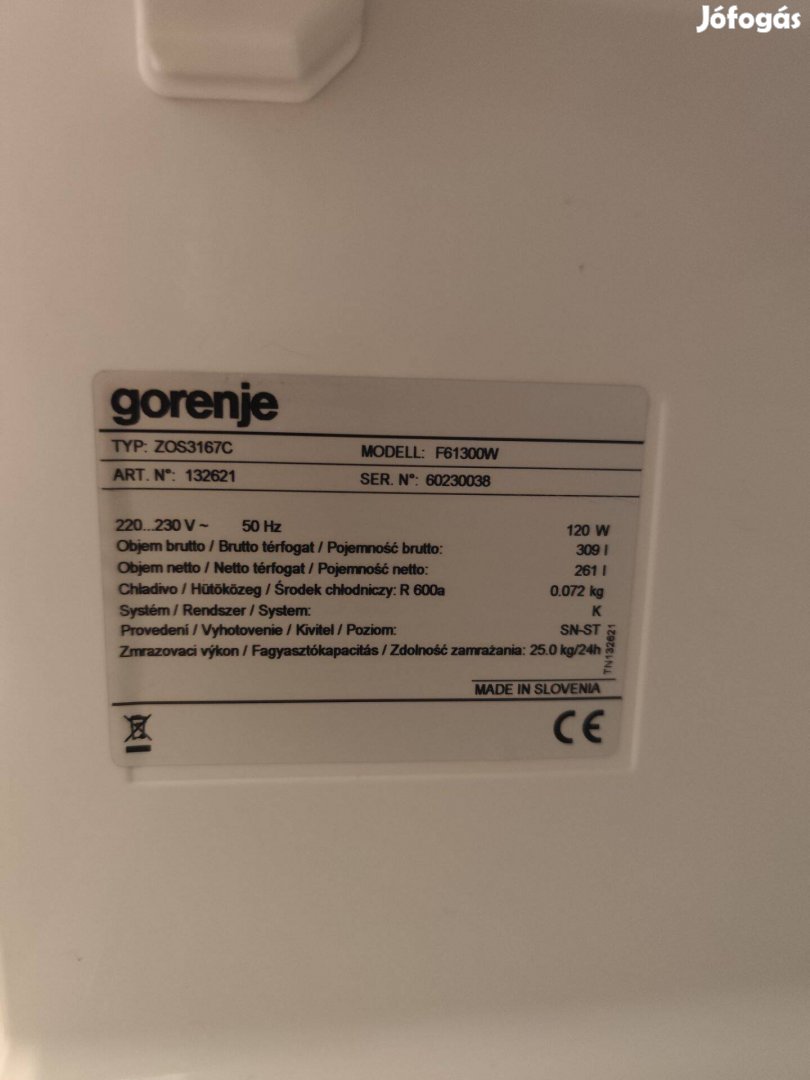 Jófogás
gorenje
TYP: ZOS3167C MODELL: F61300W
ART. N°: 132621 SER. N°: 60230038
220...230 V ~ 50 Hz 120 W
Objem brutto / Brutto térfogat / Pojemność brutto: 309 l
Objem netto / Netto térfogat / Pojemność netto: 261 l
Chladivo / Hűtőközeg / Środek chłodniczy: R 600a 0.072 kg
Systém / Rendszer / System: K
Provedení / Vyhotovenie / Kivitel / Poziom: SN-ST
Zmrazovaci výkon / Fagyasztókapacitás / Zdolność zamrażania: 25.0 kg/24h
TN132621
MADE IN SLOVENIA
CE